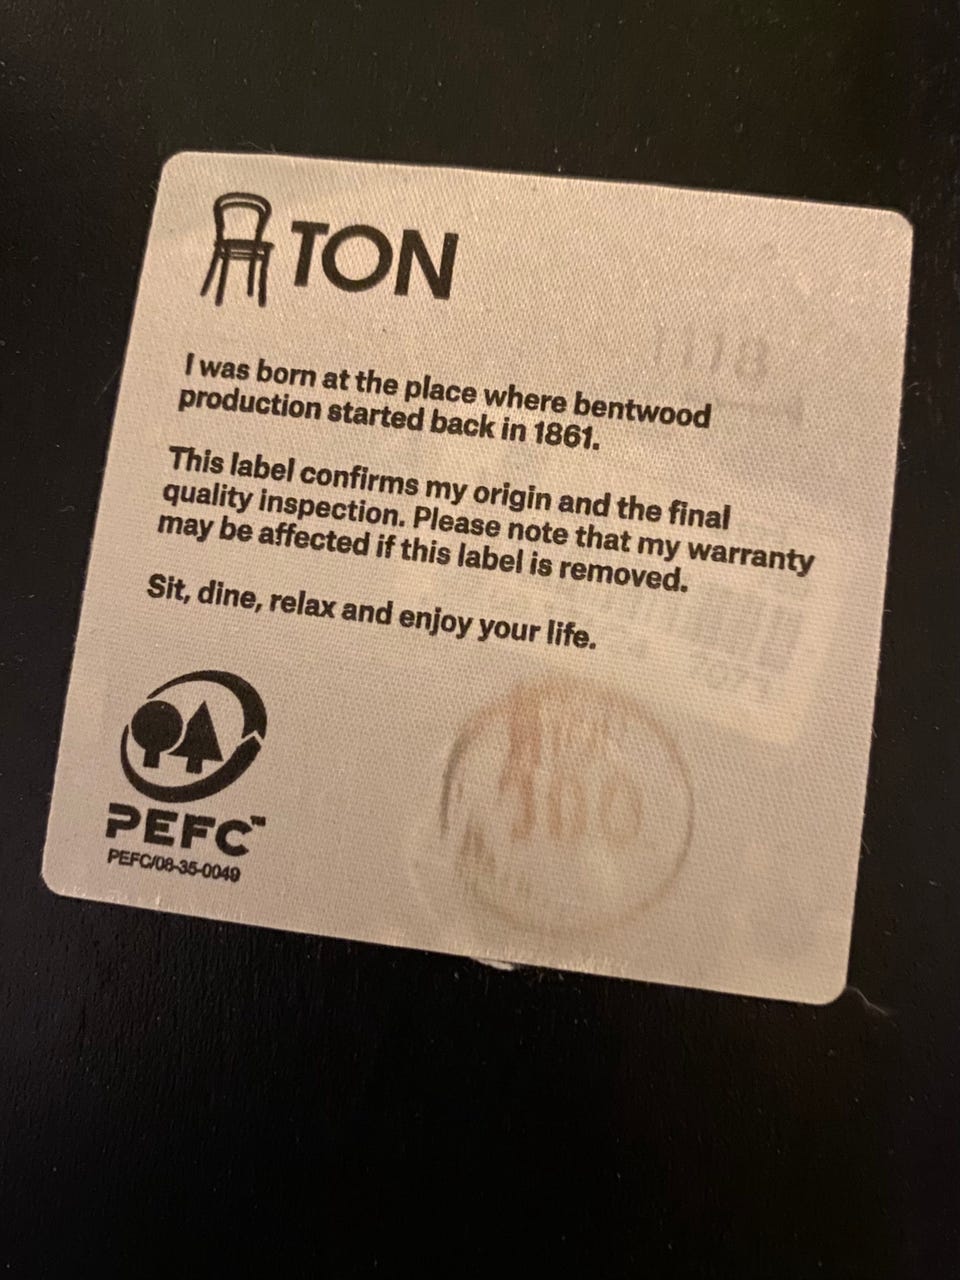 TON
I was born at the place where bentwood
production started back in 1861.
This label confirms my origin and the final
quality inspection. Please note that my warranty
may be affected if this label is removed.
Sit, dine, relax and enjoy your life.
PEFC™
PEFC/08-35-0049